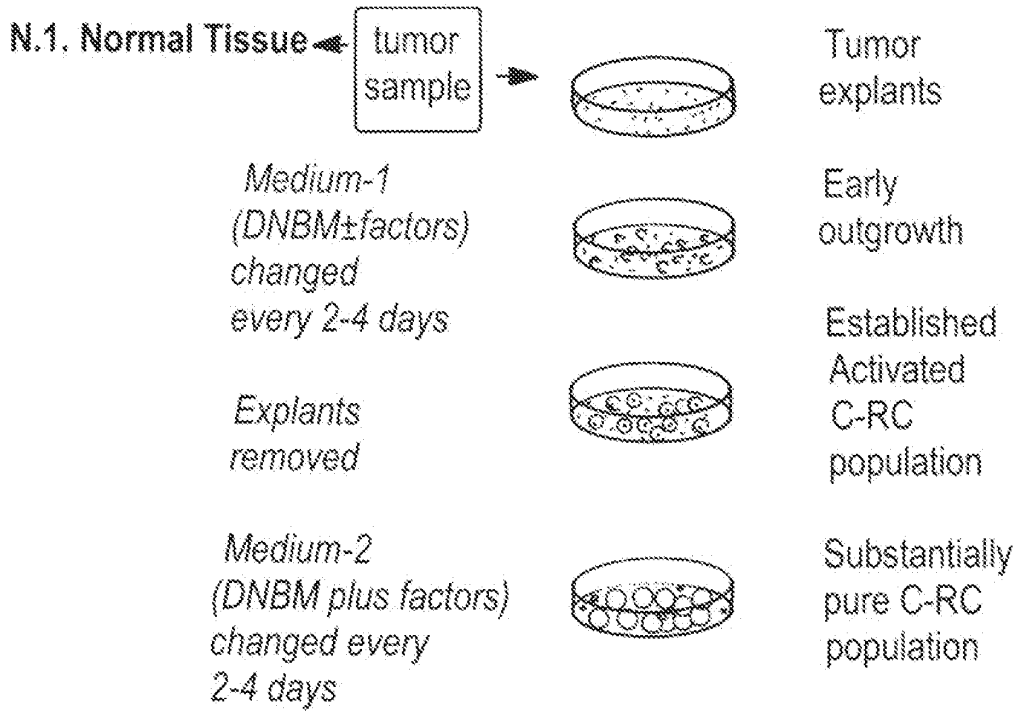 N.1. Normal Tissue
tumor
sample
Tumor
explants
Medium-1
(DNBM±factors)
changed
every 2-4 days
Early
outgrowth
Explants
removed
Established
Activated
C-RC
population
Medium-2
(DNBM plus factors)
changed every
2-4 days
Substantially
pure C-RC
population